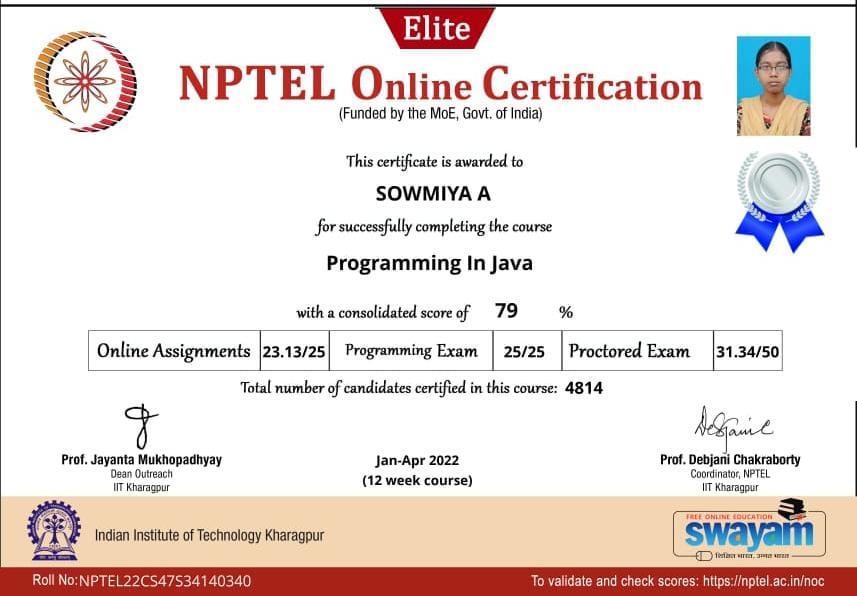 Elite
NPTEL Online Certification
(Funded by the MoE, Govt. of India)
This certificate is awarded to
SOWMIYA A
for successfully completing the course
Programming In Java
with a consolidated score of 79 %
Online Assignments 23.13/25 Programming Exam 25/25 Proctored Exam 31.34/50
Total number of candidates certified in this course: 4814
Prof. Jayanta Mukhopadhyay
Dean Outreach
IIT Kharagpur
Jan-Apr 2022
(12 week course)
Prof. Debjani Chakraborty
Coordinator, NPTEL
IIT Kharagpur
Indian Institute of Technology Kharagpur
FREE ONLINE EDUCATION
swayam
शिक्षित भारत, उन्नत भारत
Roll No: NPTEL22CS47S34140340
To validate and check scores: https://nptel.ac.in/noc